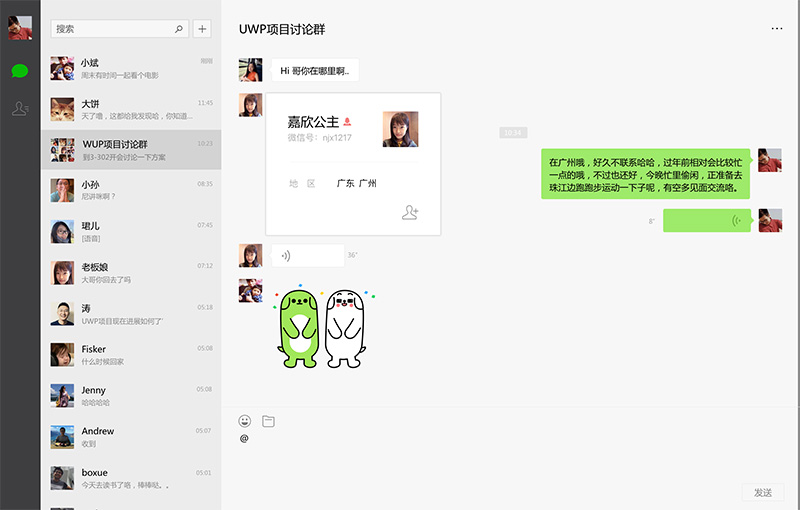 搜索
小斌
刚刚
周末有时间一起看个电影
大饼
11:45
天了噜，这都给我发现哈，你知道...
WUP项目讨论群
10:23
到3-302开会讨论一下方案
小孙
08:35
尼讲咪啊？
珺儿
07:45
[语音]
老板娘
07:12
大哥你回去了吗
涛
05:18
UWP项目现在进展如何了'
Fisker
05:08
什么时候回家
Jenny
05:08
哈哈哈哈
Andrew
05:07
收到
boxue
05:01
今天去读书了咯，棒棒哒。。
UWP项目讨论群
Hi 哥你在哪里啊..
嘉欣公主
微信号：njx1217
地 区 广东 广州
10:34
在广州哦，好久不联系哈哈，过年前相对会比较忙
一点的哦，不过也还好，今晚忙里偷闲，正准备去
珠江边跑跑步运动一下子呢，有空多见面交流咯。
8"
36"
@
发送